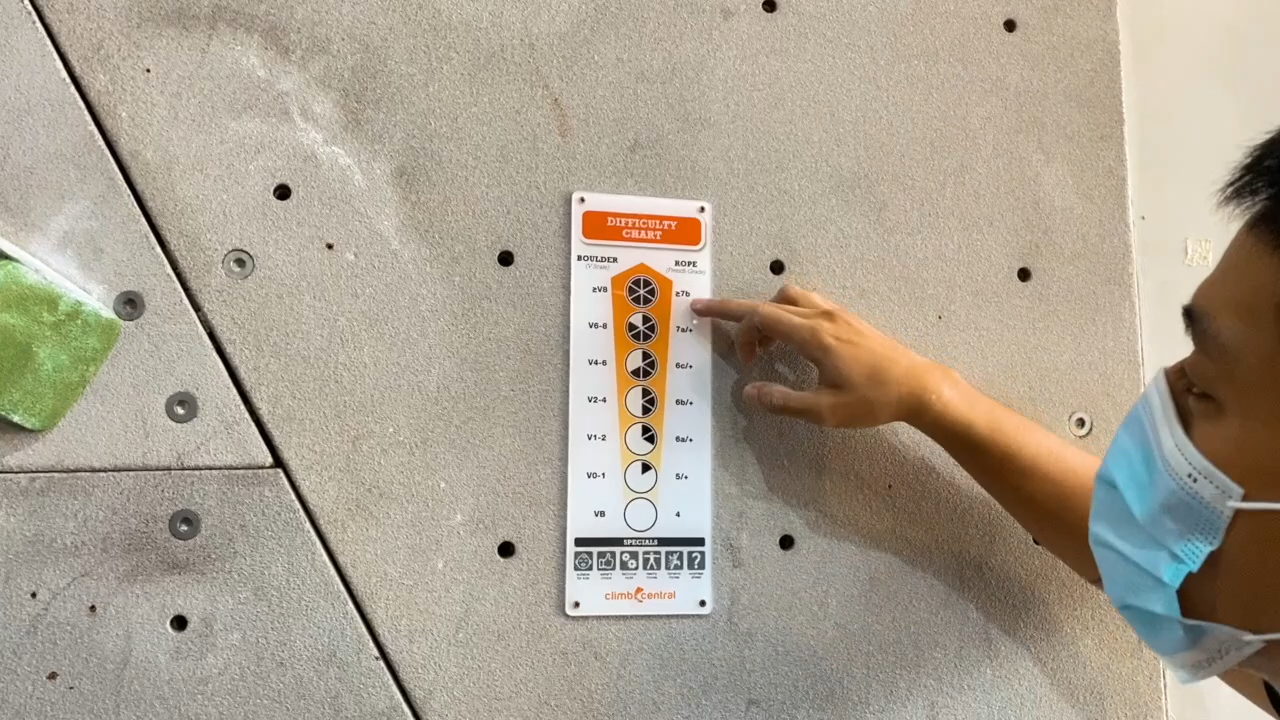 DIFFICULTY
CHART
BOULDER ROPE
(V Scale) (French Grade)
≥V8 ≥7b
V6-8 7a/+
V4-6 6c/+
V2-4 6b/+
V1-2 6a/+
V0-1 5/+
VB 4
SPECIALS
?
climb central